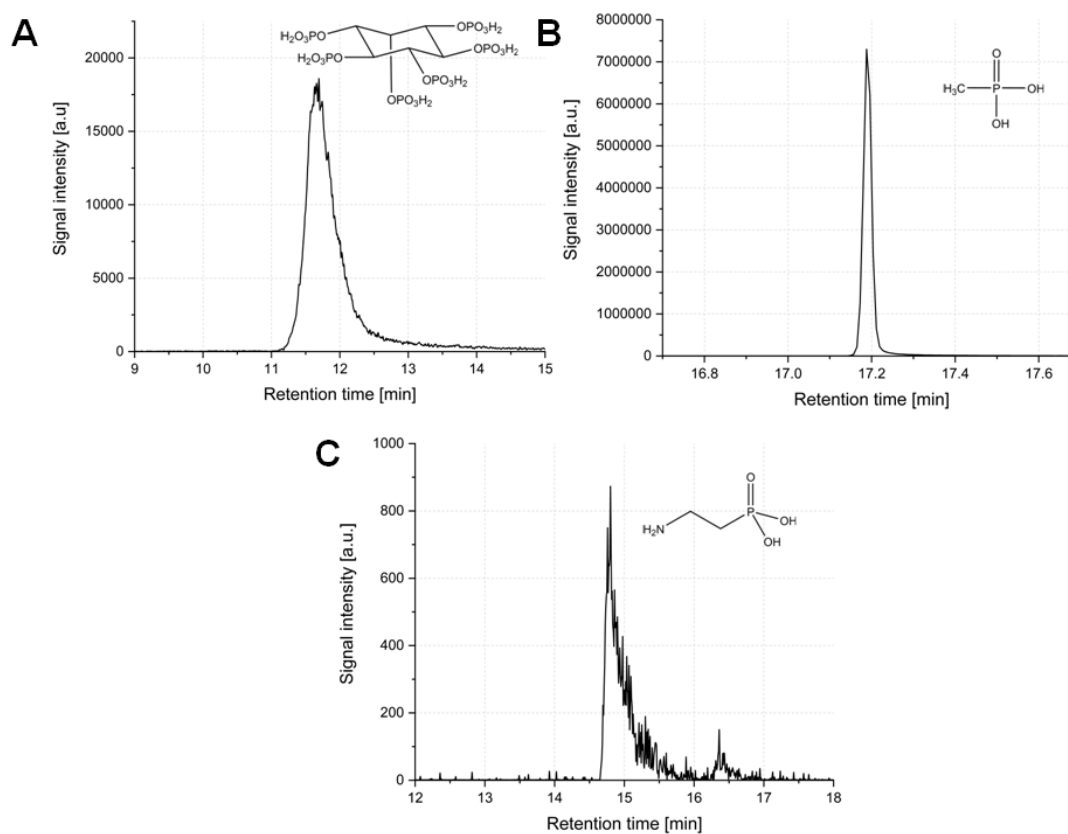 A
Signal intensity [a.u]
20000
15000
10000
5000
0
9 10 11 12 13 14 15
Retention time [min]
H₂O₃PO
OPO₃H₂
H₂O₃PO
OPO₃H₂
OPO₃H₂
OPO₃H₂
B
Signal intensity [a.u.]
7000000
6000000
5000000
4000000
3000000
2000000
1000000
0
16.8 17.0 17.2 17.4 17.6
Retention time [min]
O
H₃C P OH
OH
C
Signal intensity [a.u.]
1000
800
600
400
200
0
12 13 14 15 16 17 18
Retention time [min]
O
P
H₂N OH
OH